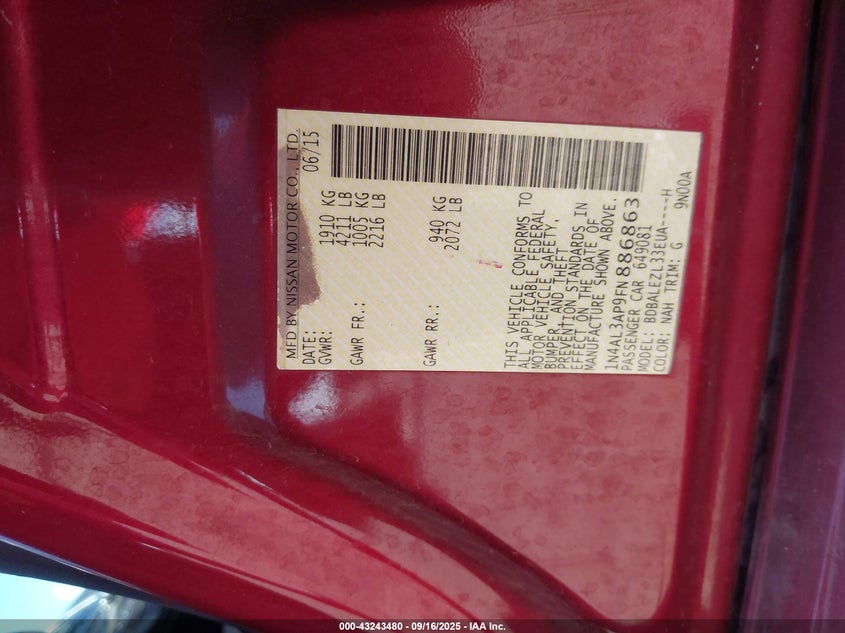 MFD BY NISSAN MOTOR CO., LTD.
DATE: 06/15
GVWR: 1910 KG
4211 LB
GAWR FR.: 1005 KG
2216 LB
GAWR RR.: 940 KG
2072 LB
THIS VEHICLE CONFORMS TO
ALL APPLICABLE FEDERAL
MOTOR VEHICLE SAFETY,
BUMPER, AND THEFT
PREVENTION STANDARDS IN
EFFECT ON THE DATE OF
MANUFACTURE SHOWN ABOVE.
1N4AL3AP9FN886863
PASSENGER CAR 649081
MODEL: BDBALEZL33EUA----H
COLOR: NAH TRIM: G 9N00A
000-43243480 - 09/16/2025 - IAA Inc.